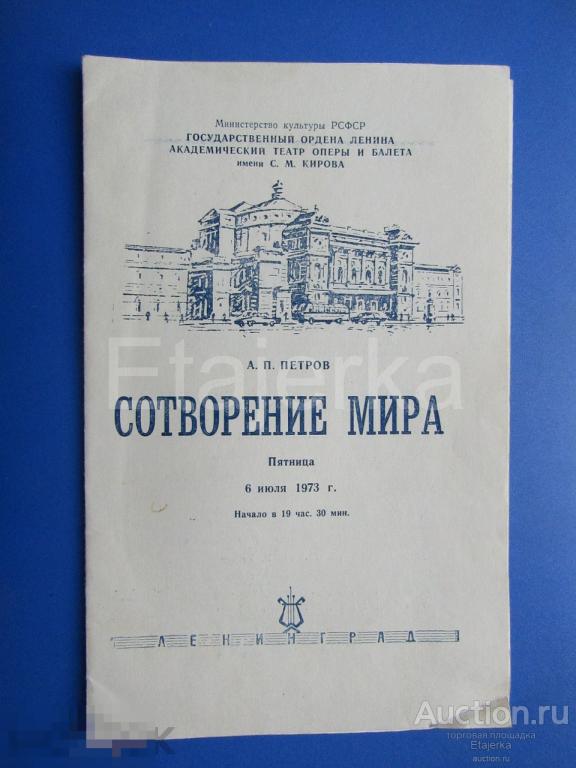 Министерство культуры РСФСР
ГОСУДАРСТВЕННЫЙ ОРДЕНА ЛЕНИНА
АКАДЕМИЧЕСКИЙ ТЕАТР ОПЕРЫ И БАЛЕТА
имени С. М. КИРОВА
Etajerka
А. П. ПЕТРОВ
СОТВОРЕНИЕ МИРА
Пятница
6 июля 1973 г.
Начало в 19 час. 30 мин.
ЛЕНИНГРАД
Auction.ru
торговая площадка
Etajerka
auction.ru